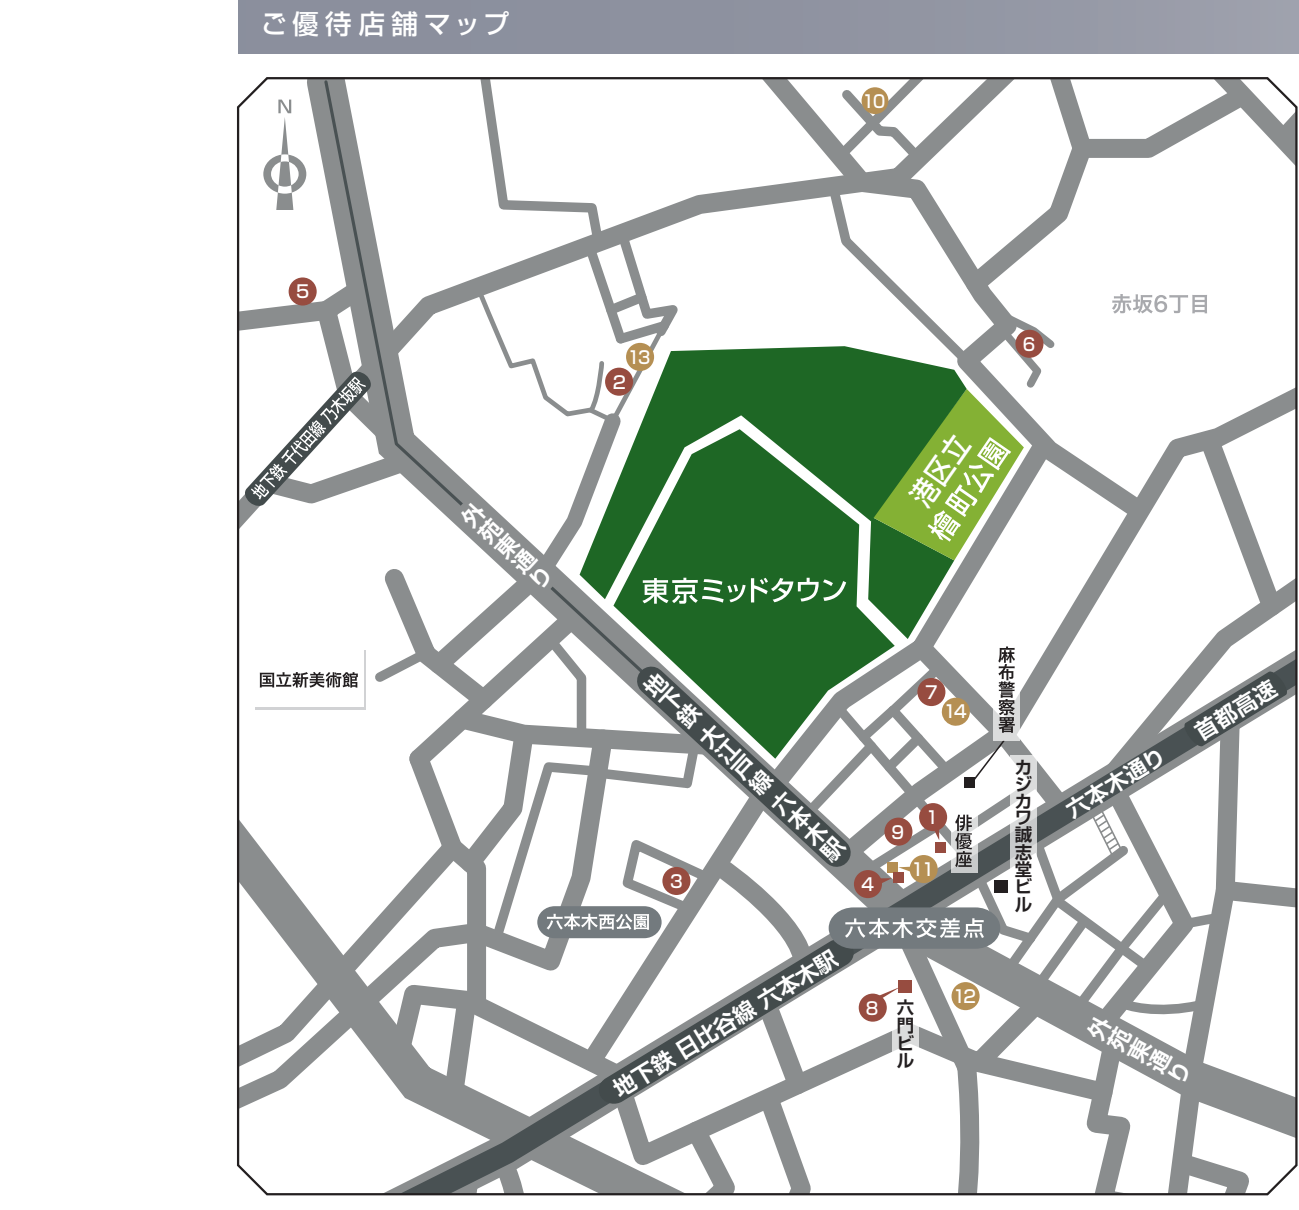 ご優待店舗マップ
N
10
5
赤坂6丁目
6
13
2
地下鉄 千代田線 乃木坂駅
港区立
檜町公園
外苑東通り
東京ミッドタウン
国立新美術館
麻布警察署
7
14
首都高速
地下鉄 大江戸線 六本木駅
六本木通り
カジカワ誠志堂ビル
俳優座
1
9
11
4
3
六本木西公園
六本木交差点
地下鉄 日比谷線 六本木駅
12
8
六門ビル
外苑東通り